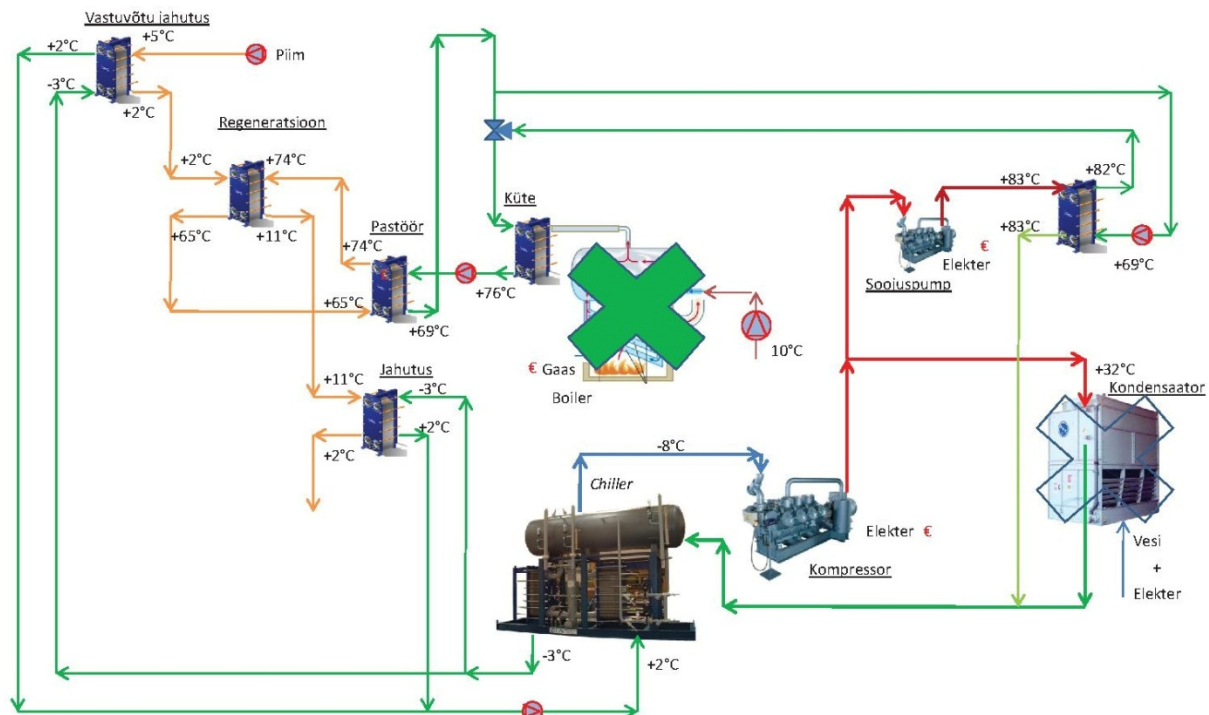 Vastuvõtu jahutus
+2°C
+5°C
Piim
-3°C
+2°C
Regeneratsioon
+2°C
+74°C
+65°C
+11°C
Pastöör
+74°C
+65°C
+69°C
Küte
+76°C
10°C
€ Gaas
Boiler
+83°C
+82°C
€
Elekter
Soojuspump
+83°C
+69°C
Jahutus
+11°C
-3°C
+2°C
+2°C
+32°C
Kondensaator
Vesi
+
Elekter
-8°C
Chiller
Elekter €
Kompressor
-3°C
+2°C